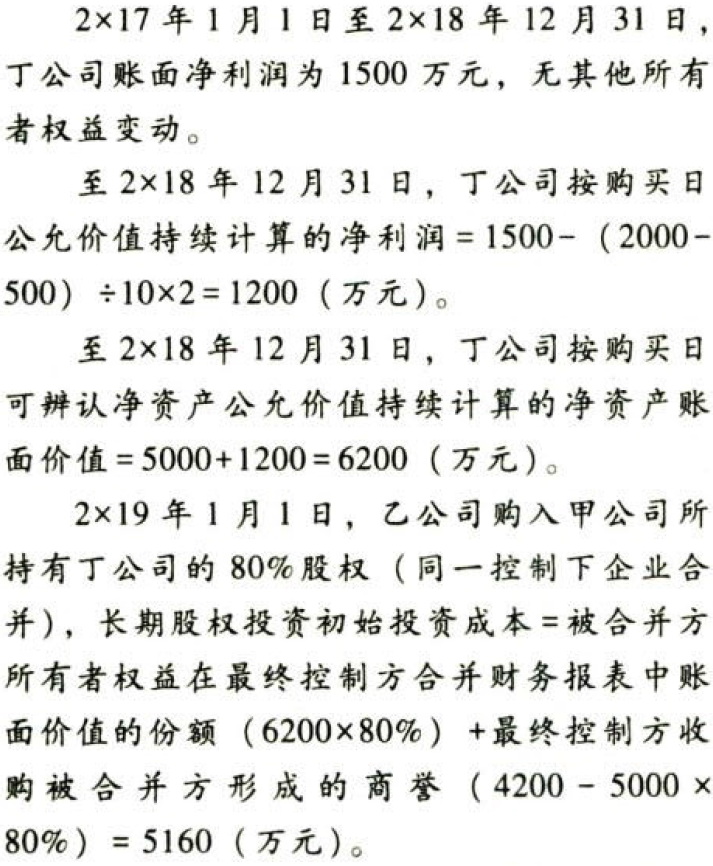 2×17 年 1 月 1 日至 2×18 年 12 月 31 日，
丁公司账面净利润为 1500 万元，无其他所有
者权益变动。
至 2×18 年 12 月 31 日，丁公司按购买日
公允价值持续计算的净利润＝1500－（2000－
500）÷10×2＝1200（万元）。
至 2×18 年 12 月 31 日，丁公司按购买日
可辨认净资产公允价值持续计算的净资产账
面价值＝5000+1200＝6200（万元）。
2×19 年 1 月 1 日，乙公司购入甲公司所
持有丁公司的 80%股权（同一控制下企业合
并），长期股权投资初始投资成本＝被合并方
所有者权益在最终控制方合并财务报表中账
面价值的份额（6200×80%）+最终控制方收
购被合并方形成的商誉（4200－5000×
80%）＝5160（万元）。